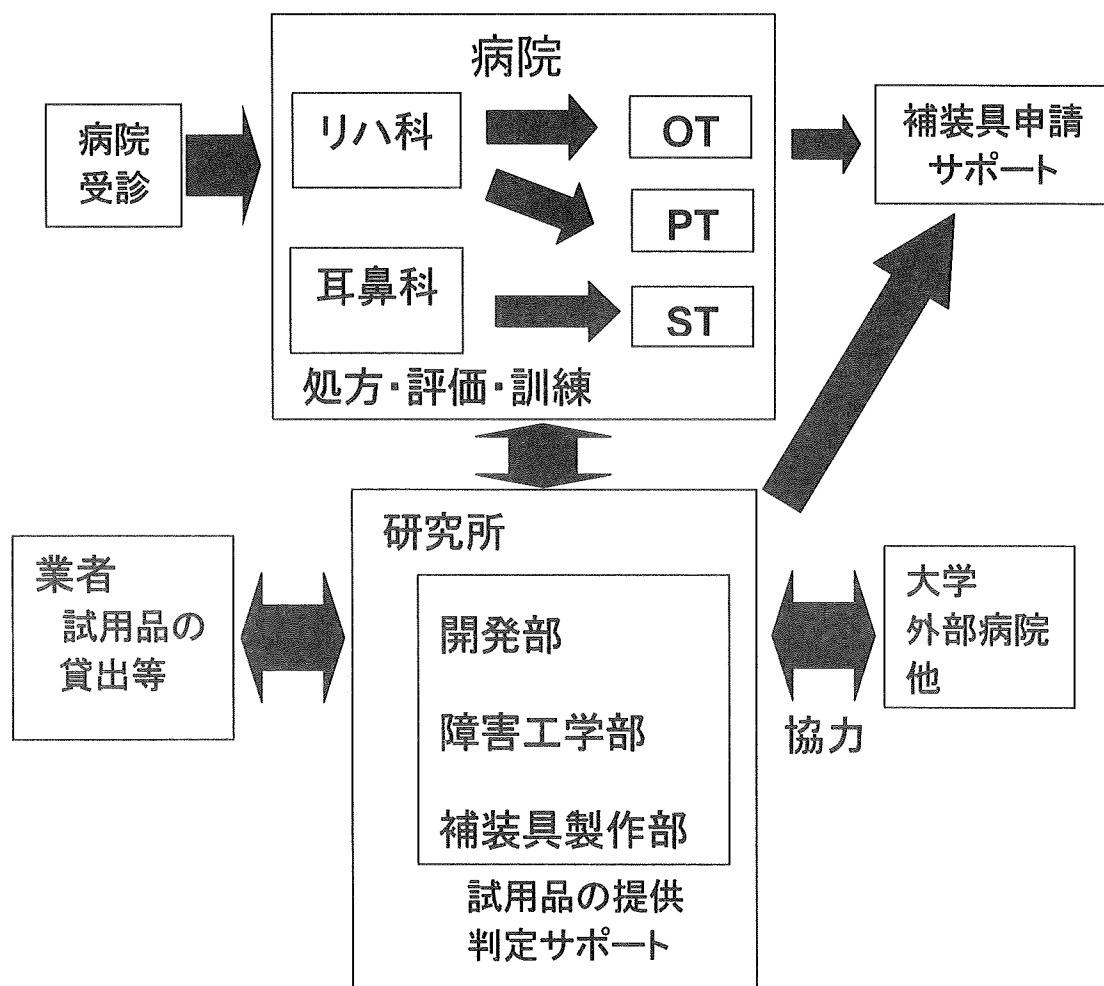 病院
病院
受診
リハ科
OT
補装具申請
サポート
PT
耳鼻科
ST
処方・評価・訓練
研究所
業者
試用品の
貸出等
開発部
障害工学部
補装具製作部
大学
外部病院
他
協力
試用品の提供
判定サポート